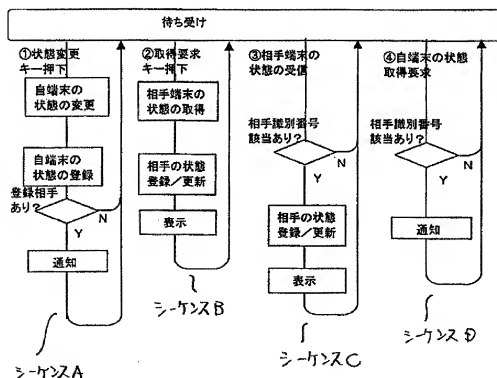 待ち受け
①状態変更
キー押下
自端末の
状態の変更
自端末の
状態の登録
登録相手
あり?
N
Y
通知
シーケンスA
②取得要求
キー押下
相手端末の
状態の取得
相手の状態
登録/更新
表示
シーケンスB
③相手端末の
状態の受信
相手識別番号
該当あり?
N
Y
相手の状態
登録/更新
表示
シーケンスC
④自端末の状態
取得要求
相手識別番号
該当あり?
N
Y
通知
シーケンスD